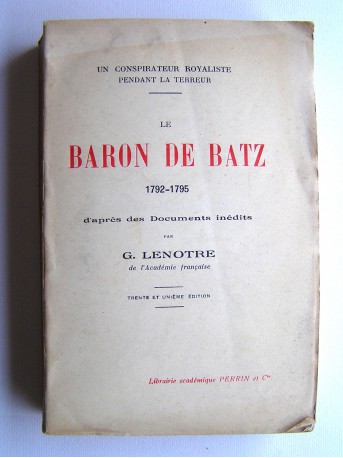 UN CONSPIRATEUR ROYALISTE
PENDANT LA TERREUR
LE
BARON DE BATZ
1792-1795
d'après des Documents inédits
PAR
G. LENOTRE
de l'Académie française
TRENTE ET UNIÈME ÉDITION
Librairie académique PERRIN et Cie